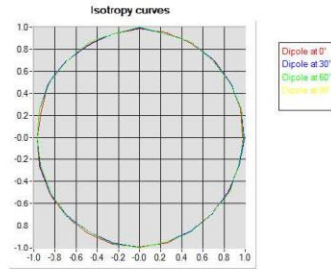 Isotropy curves
1.0
0.8
0.6
0.4
0.2
0.0
-0.2
-0.4
-0.6
-0.8
-1.0
-1.0 -0.8 -0.6 -0.4 -0.2 -0.0 0.2 0.4 0.6 0.8 1.0
Dipole at 0°
Dipole at 30°
Dipole at 60°
Dipole at 90°